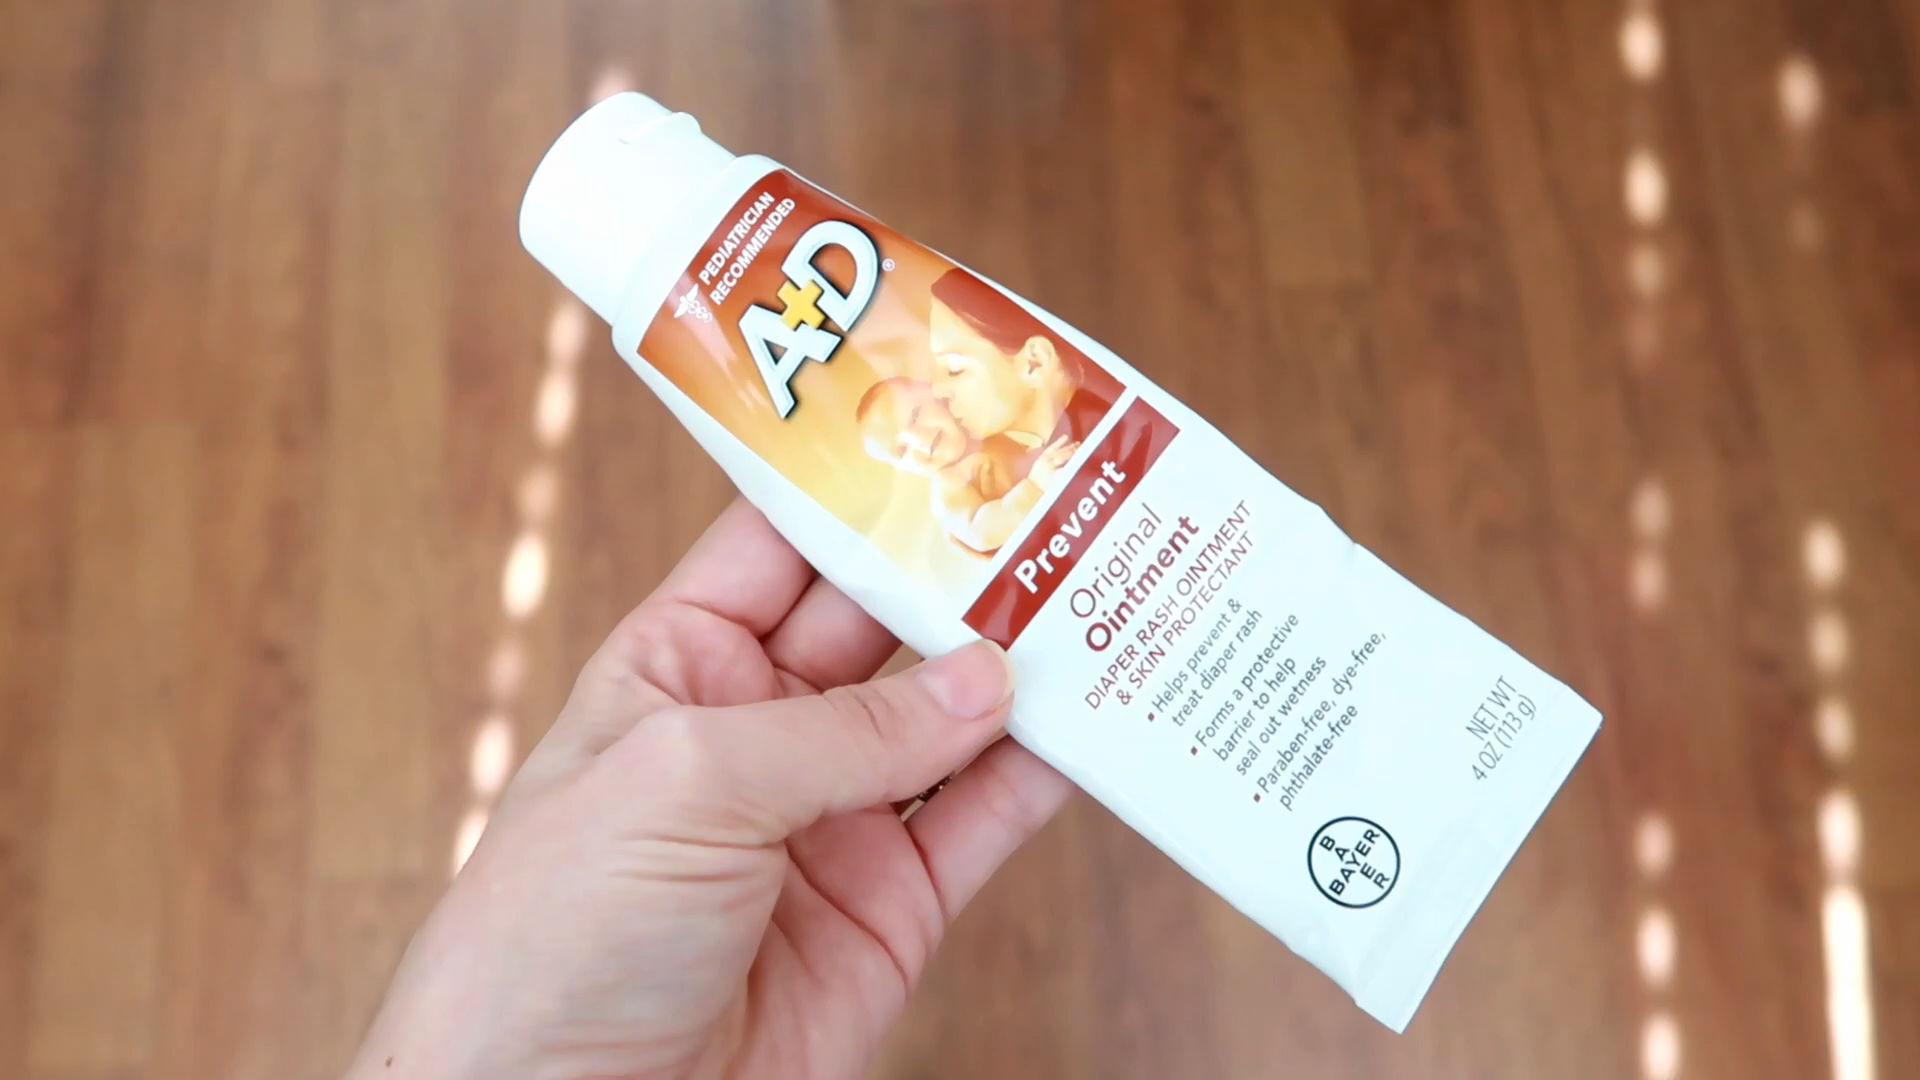 PEDIATRICIAN
RECOMMENDED
A+D®
Prevent
Original
Ointment
DIAPER RASH OINTMENT
& SKIN PROTECTANT
▪ Helps prevent &
treat diaper rash
▪ Forms a protective
barrier to help
seal out wetness
▪ Paraben-free, dye-free,
phthalate-free
NET WT
4 OZ (113 g)
BAYER
BAYER